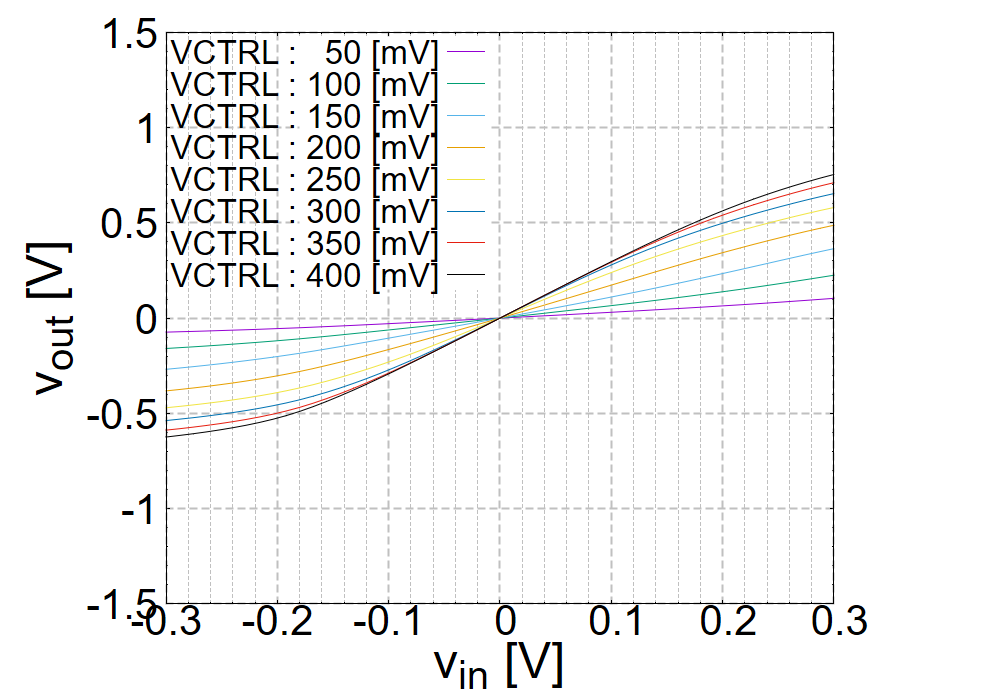 1.5
VCTRL : 50 [mV]
VCTRL : 100 [mV]
1
VCTRL : 150 [mV]
VCTRL : 200 [mV]
VCTRL : 250 [mV]
0.5
VCTRL : 300 [mV]
VCTRL : 350 [mV]
VCTRL : 400 [mV]
vout [V]
0
-0.5
-1
-1.5
-0.3 -0.2 -0.1 0 0.1 0.2 0.3
vin [V]